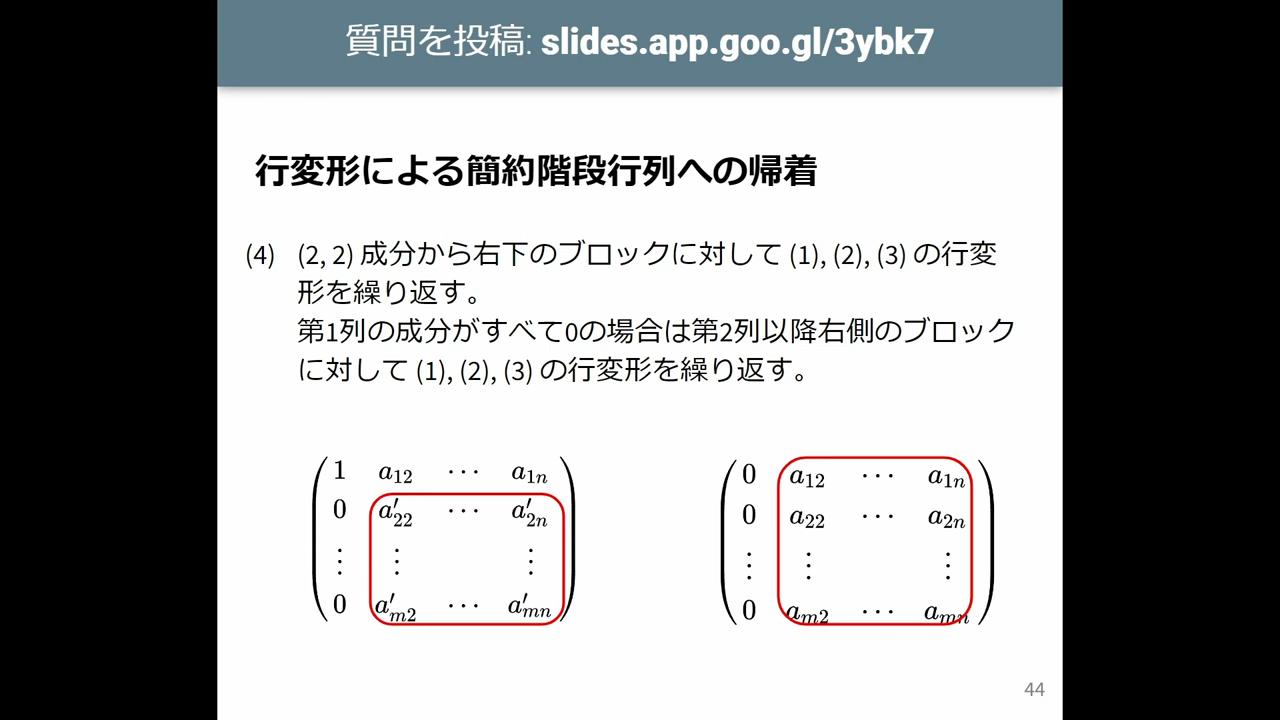 質問を投稿: slides.app.goo.gl/3ybk7
行変形による簡約階段行列への帰着
(4) (2, 2) 成分から右下のブロックに対して (1), (2), (3) の行変
形を繰り返す。
第1列の成分がすべて0の場合は第2列以降右側のブロック
に対して (1), (2), (3) の行変形を繰り返す。
1 a₁₂ ⋯ a₁ₙ
0 a′₂₂ ⋯ a′₂ₙ
⋮ ⋮ ⋮
0 a′ₘ₂ ⋯ a′ₘₙ
0 a₁₂ ⋯ a₁ₙ
0 a₂₂ ⋯ a₂ₙ
⋮ ⋮ ⋮
0 aₘ₂ ⋯ aₘₙ
44